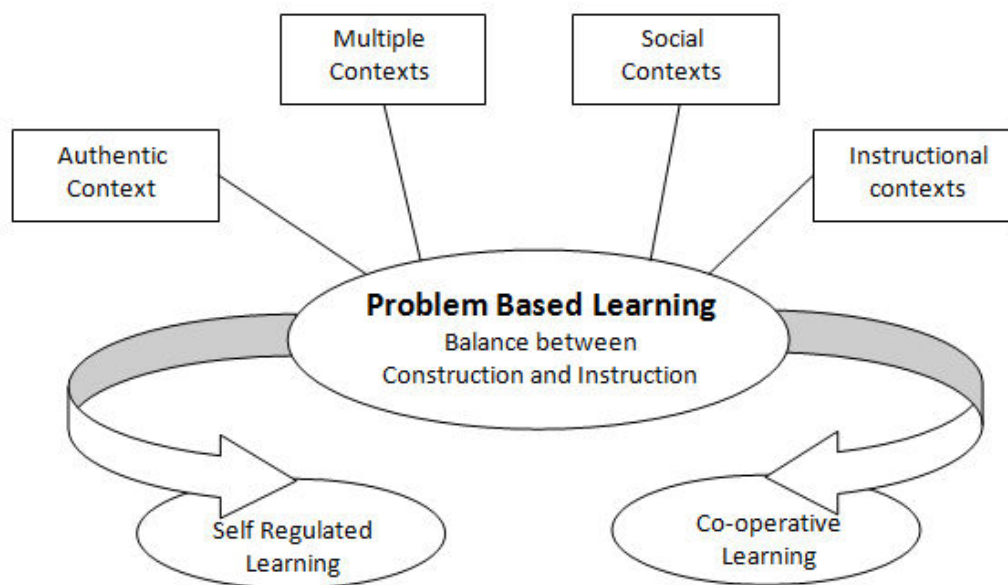 Multiple
Contexts
Social
Contexts
Authentic
Context
Instructional
contexts
Problem Based Learning
Balance between
Construction and Instruction
Self Regulated
Learning
Co-operative
Learning